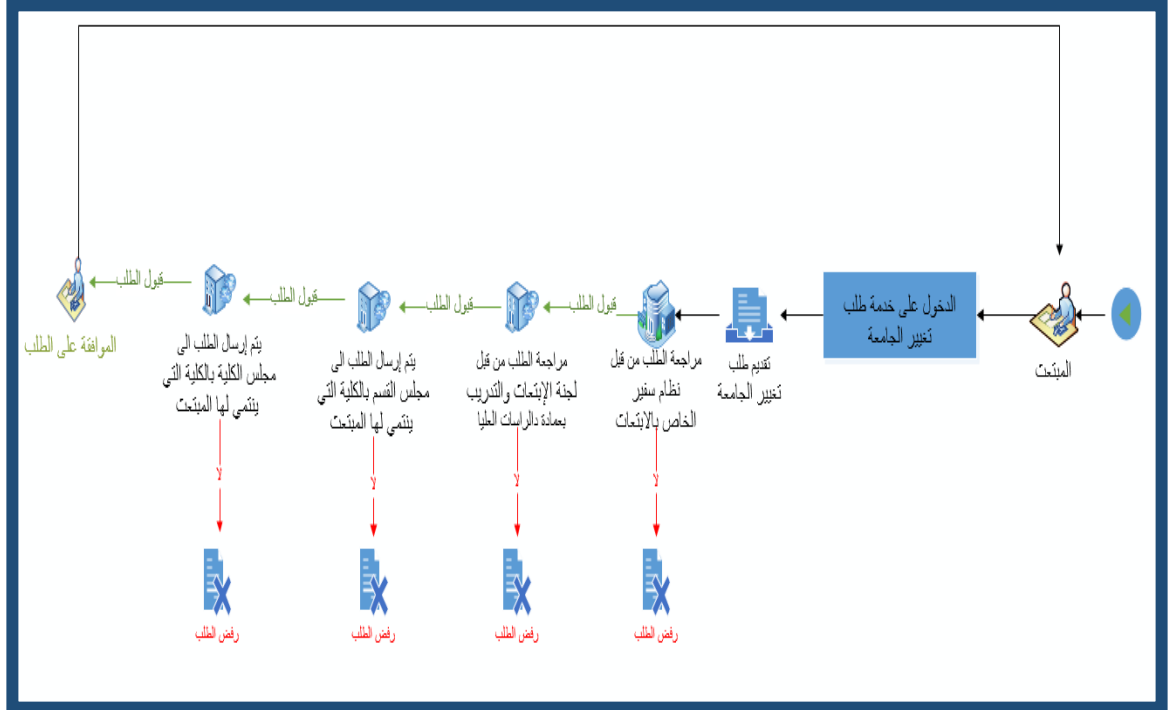 المبتعث
الدخول على خدمة طلب
تغيير الجامعة
تقديم طلب
تغيير الجامعة
مراجعة الطلب من قبل
نظام سفير
الخاص بالابتعاث
قبول الطلب
مراجعة الطلب من قبل
لجنة الإبتعاث والتدريب
بعمادة دالراسات العليا
قبول الطلب
يتم إرسال الطلب الى
مجلس القسم بالكلية التي
ينتمي لها المبتعث
قبول الطلب
يتم إرسال الطلب الى
مجلس الكلية بالكلية التي
ينتمي لها المبتعث
قبول الطلب
الموافقة على الطلب
لا
لا
لا
لا
رفض الطلب
رفض الطلب
رفض الطلب
رفض الطلب